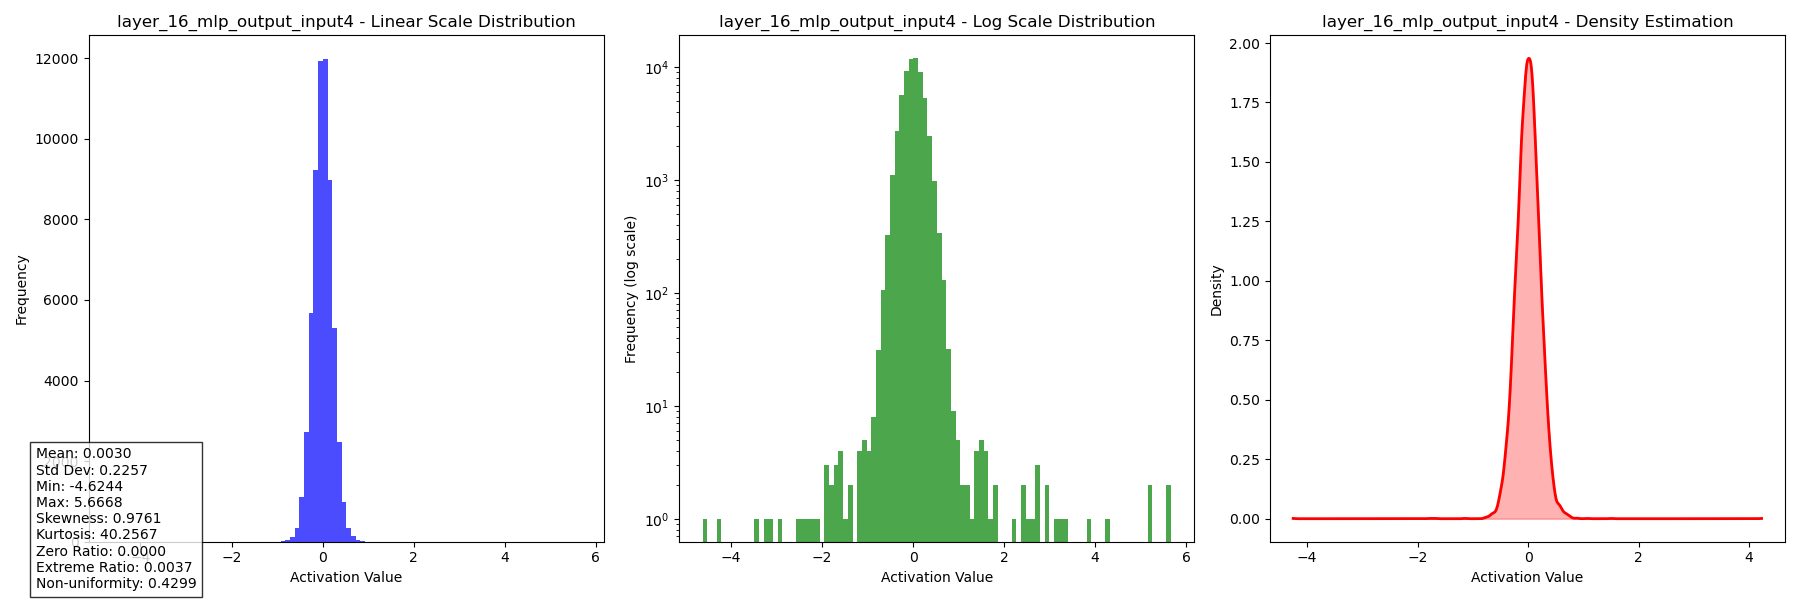 layer_16_mlp_output_input4 - Linear Scale Distribution
12000
10000
8000
6000
4000
Frequency
−2
0
2
4
6
Activation Value
Mean: 0.0030
Std Dev: 0.2257
Min: -4.6244
Max: 5.6668
Skewness: 0.9761
Kurtosis: 40.2567
Zero Ratio: 0.0000
Extreme Ratio: 0.0037
Non-uniformity: 0.4299
layer_16_mlp_output_input4 - Log Scale Distribution
10⁴
10³
10²
10¹
10⁰
Frequency (log scale)
−4
−2
0
2
4
6
Activation Value
layer_16_mlp_output_input4 - Density Estimation
2.00
1.75
1.50
1.25
1.00
0.75
0.50
0.25
0.00
Density
−4
−2
0
2
4
Activation Value